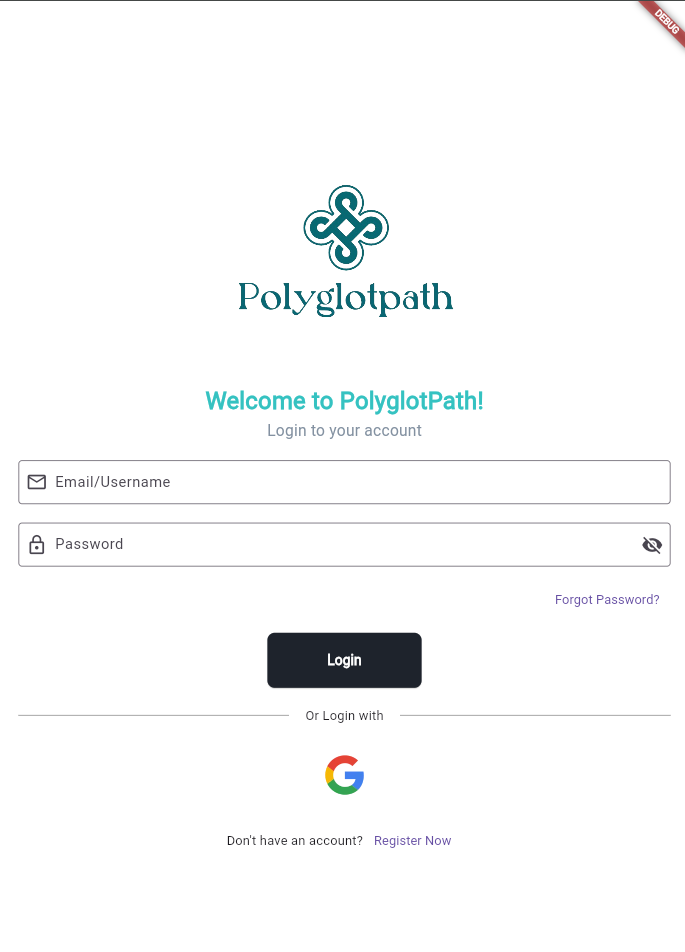 DEBUG
Polyglotpath
Welcome to PolyglotPath!
Login to your account
Email/Username
Password
Forgot Password?
Login
Or Login with
Don't have an account? Register Now